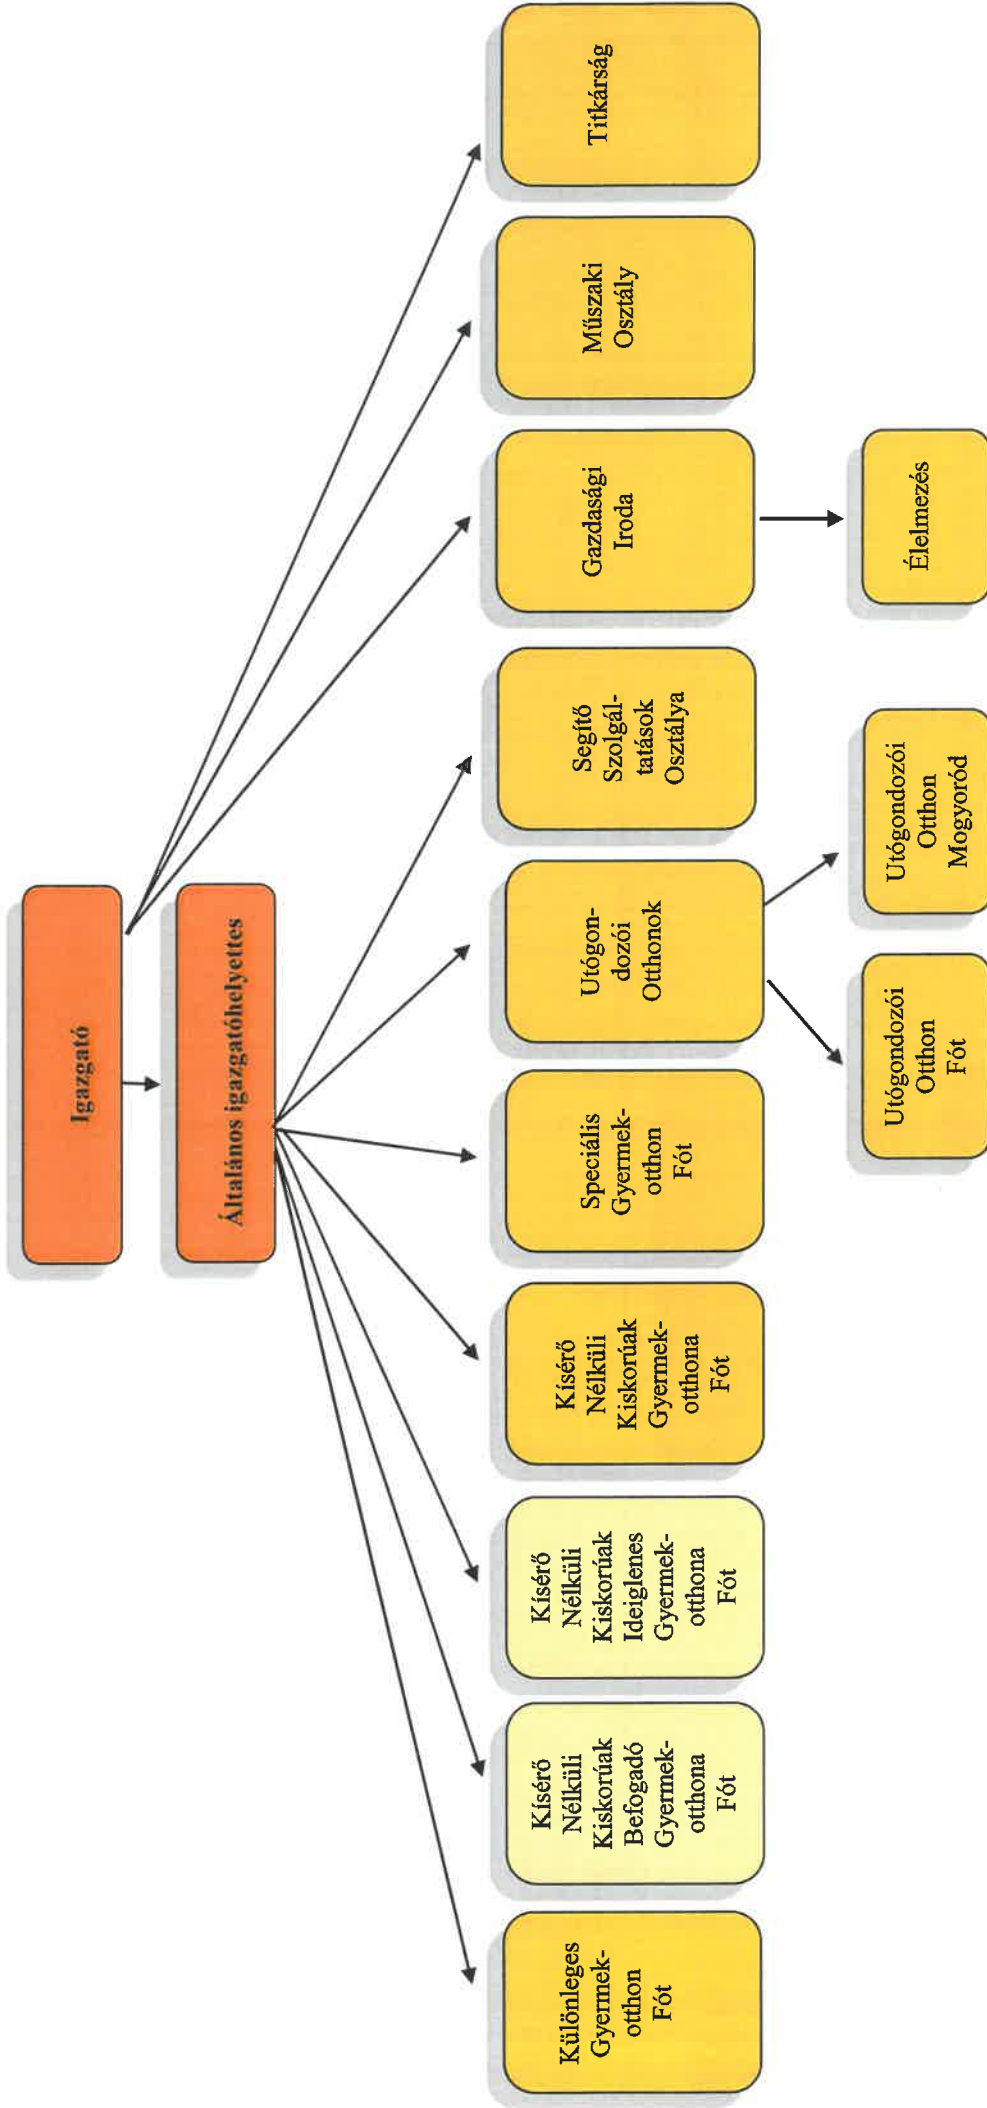 Igazgató
Általános igazgatóhelyettes
Különleges
Gyermek-
otthon
Fót
Kísérő
Nélküli
Kiskorúak
Befogadó
Gyermek-
otthona
Fót
Kísérő
Nélküli
Kiskorúak
Ideiglenes
Gyermek-
otthona
Fót
Kísérő
Nélküli
Kiskorúak
Gyermek-
otthona
Fót
Speciális
Gyermek-
otthon
Fót
Utógon-
dozói
Otthonok
Segítő
Szolgál-
tatások
Osztálya
Gazdasági
Iroda
Műszaki
Osztály
Titkárság
Utógondozói
Otthon
Fót
Utógondozói
Otthon
Mogyoród
Élelmezés